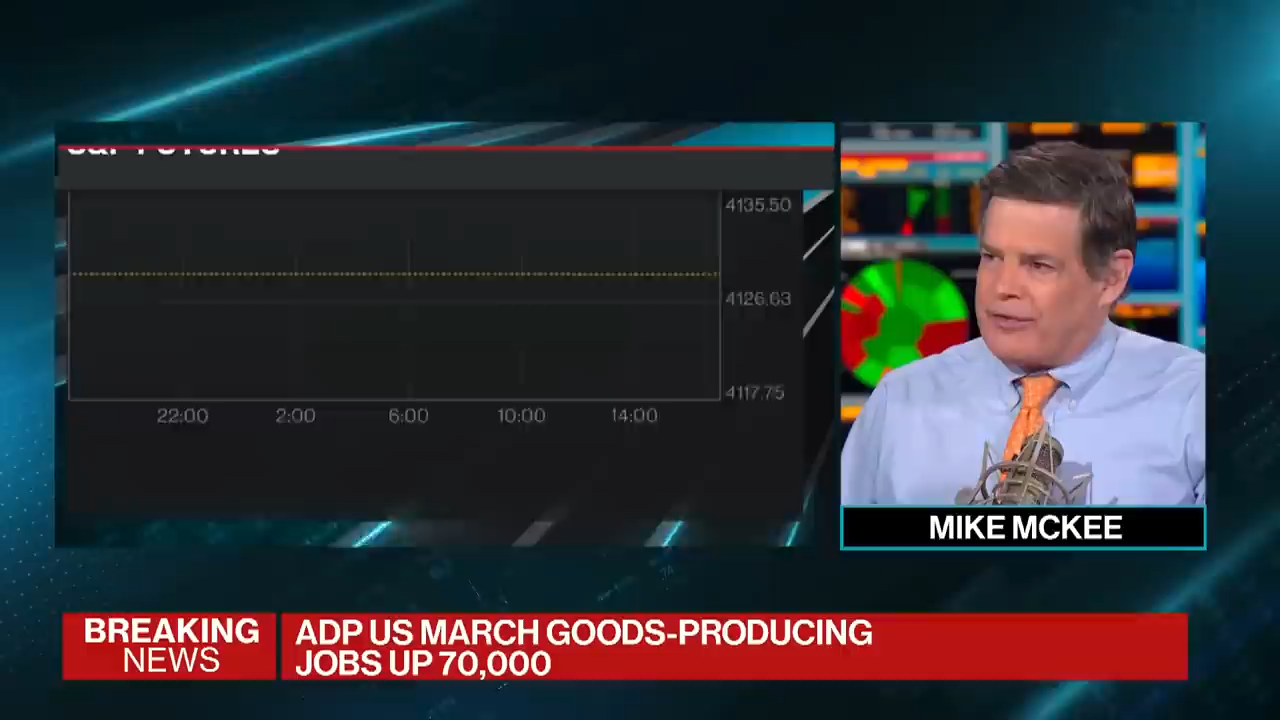 S&P FUTURES
4135.50
4126.63
4117.75
22:00 2:00 6:00 10:00 14:00
MIKE MCKEE
BREAKING
NEWS
ADP US MARCH GOODS-PRODUCING
JOBS UP 70,000